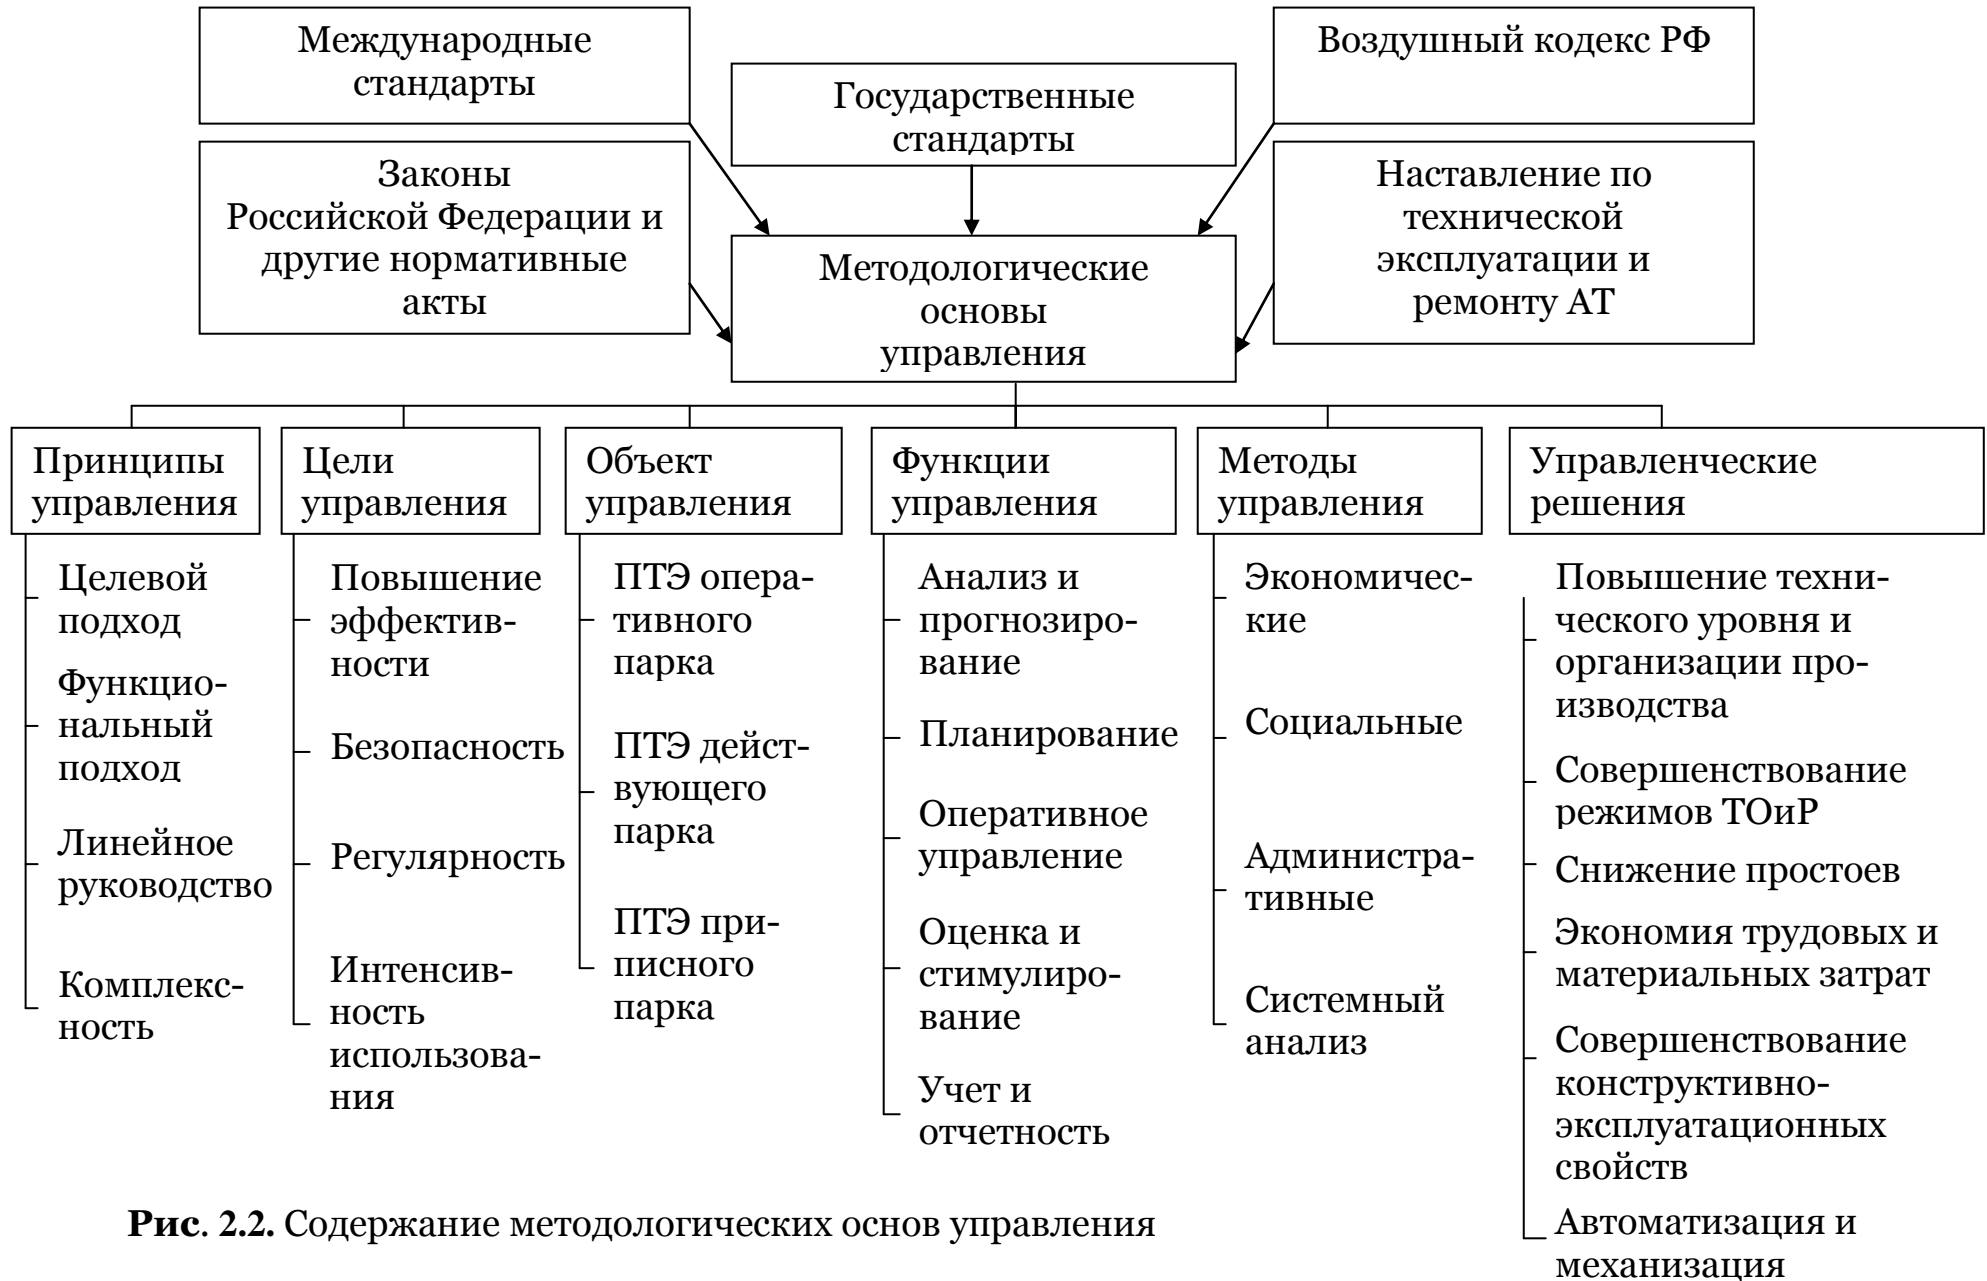 Международные
стандарты
Государственные
стандарты
Воздушный кодекс РФ
Законы
Российской Федерации и
другие нормативные
акты
Наставление по
технической
эксплуатации и
ремонту АТ
Методологические
основы
управления
Принципы
управления
Целевой
подход
Функцио-
нальный
подход
Линейное
руководство
Комплекс-
ность
Цели
управления
Повышение
эффектив-
ности
Безопасность
Регулярность
Интенсив-
ность
использова-
ния
Объект
управления
ПТЭ опера-
тивного
парка
ПТЭ дейст-
вующего
парка
ПТЭ при-
писного
парка
Функции
управления
Анализ и
прогнозиро-
вание
Планирование
Оперативное
управление
Оценка и
стимулиро-
вание
Учет и
отчетность
Методы
управления
Экономичес-
кие
Социальные
Администра-
тивные
Системный
анализ
Управленческие
решения
Повышение техни-
ческого уровня и
организации про-
изводства
Совершенствование
режимов ТОиР
Снижение простоев
Экономия трудовых и
материальных затрат
Совершенствование
конструктивно-
эксплуатационных
свойств
Автоматизация и
механизация
Рис. 2.2. Содержание методологических основ управления